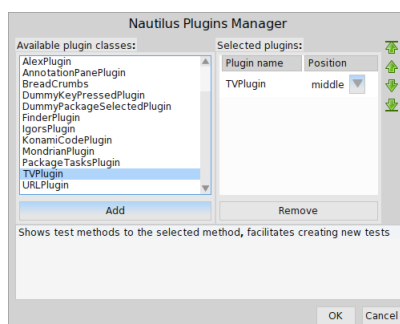 Nautilus Plugins Manager
Available plugin classes:
AlexPlugin
AnnotationPanePlugin
BreadCrumbs
DummyKeyPressedPlugin
DummyPackageSelectedPlugin
FinderPlugin
IgorsPlugin
KonamiCodePlugin
MondrianPlugin
PackageTasksPlugin
TVPlugin
URLPlugin
Add
Selected plugins:
Plugin name Position
TVPlugin middle
Remove
Shows test methods to the selected method, facilitates creating new tests
OK Cancel